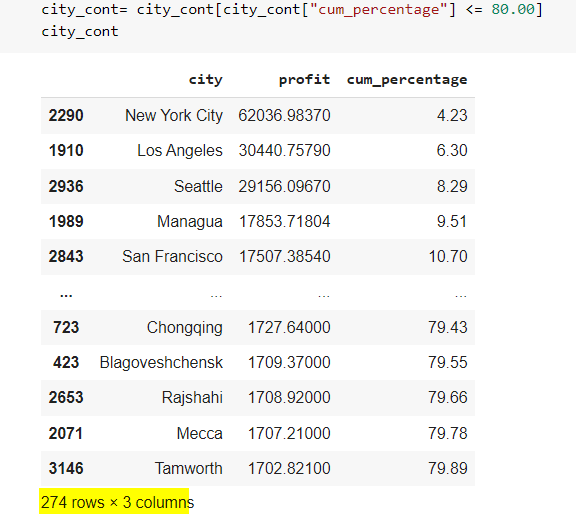 city_cont= city_cont[city_cont["cum_percentage"] <= 80.00]
city_cont
city profit cum_percentage
2290 New York City 62036.98370 4.23
1910 Los Angeles 30440.75790 6.30
2936 Seattle 29156.09670 8.29
1989 Managua 17853.71804 9.51
2843 San Francisco 17507.38540 10.70
... ... ... ...
723 Chongqing 1727.64000 79.43
423 Blagoveshchensk 1709.37000 79.55
2653 Rajshahi 1708.92000 79.66
2071 Mecca 1707.21000 79.78
3146 Tamworth 1702.82100 79.89
274 rows × 3 columns